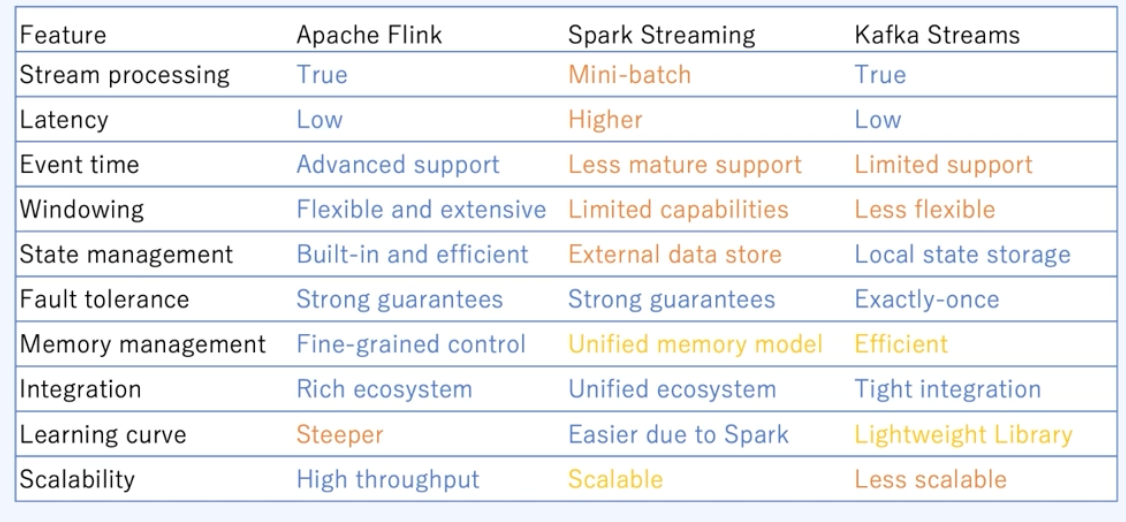 Feature Apache Flink Spark Streaming Kafka Streams
Stream processing True Mini-batch True
Latency Low Higher Low
Event time Advanced support Less mature support Limited support
Windowing Flexible and extensive Limited capabilities Less flexible
State management Built-in and efficient External data store Local state storage
Fault tolerance Strong guarantees Strong guarantees Exactly-once
Memory management Fine-grained control Unified memory model Efficient
Integration Rich ecosystem Unified ecosystem Tight integration
Learning curve Steeper Easier due to Spark Lightweight Library
Scalability High throughput Scalable Less scalable